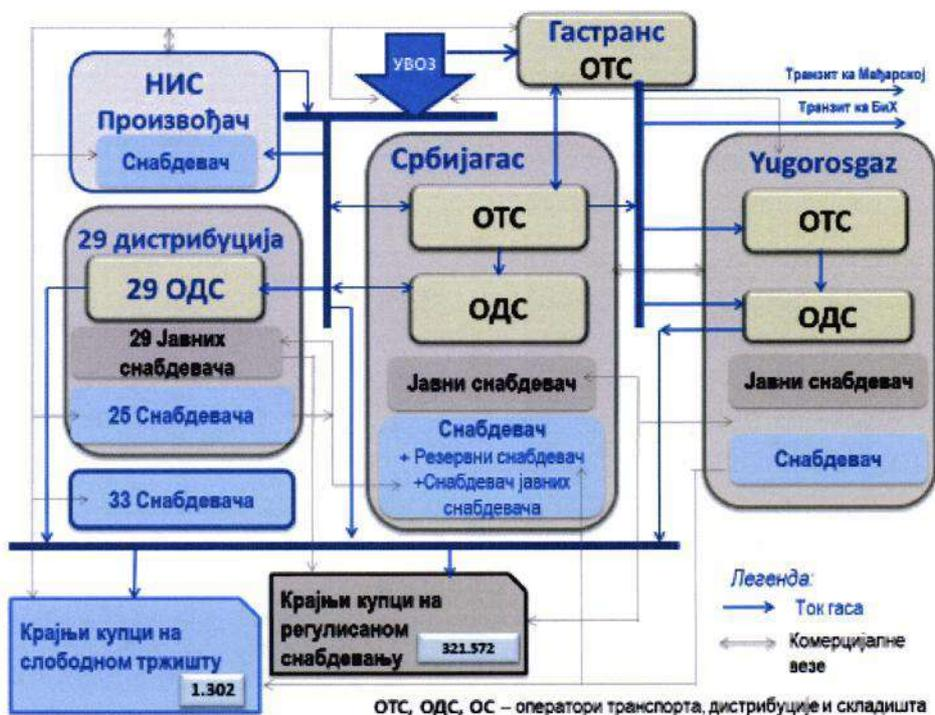 Гастранс
ОТС
УВОЗ
Транзит ка Мађарској
Транзит ка БиХ
НИС
Произвођач
Снабдевач
Србијагас
ОТС
ОДС
Јавни снабдевач
Снабдевач
+ Резервни снабдевач
+Снабдевач јавних
снабдевача
Yugorosgaz
ОТС
ОДС
Јавни снабдевач
Снабдевач
29 дистрибуција
29 ОДС
29 Јавних
снабдевача
25 Снабдевача
33 Снабдевача
Крајњи купци на
слободном тржишту
1.302
Крајњи купци на
регулисаном
снабдевању
321.572
Легенда:
Ток гаса
Комерцијалне
везе
ОТС, ОДС, ОС – оператори транспорта, дистрибуције и складишта